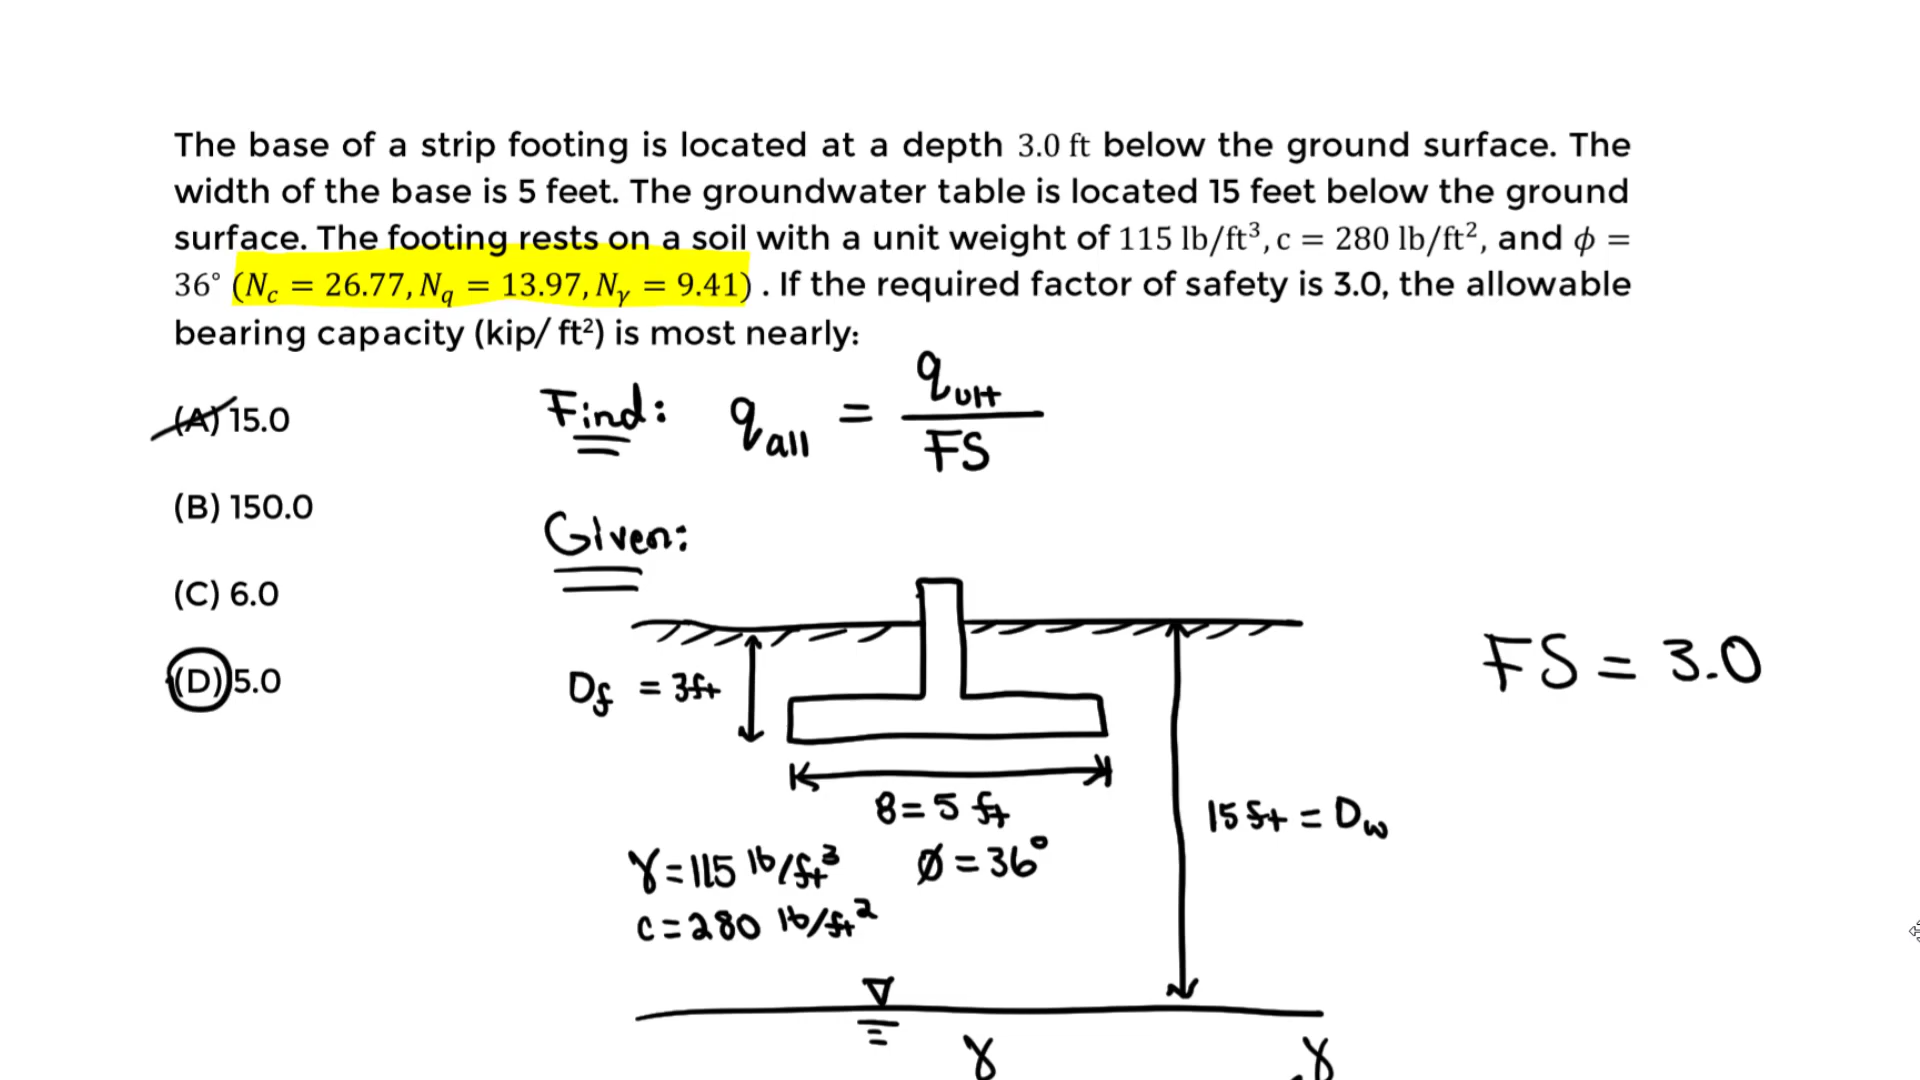 The base of a strip footing is located at a depth 3.0 ft below the ground surface. The
width of the base is 5 feet. The groundwater table is located 15 feet below the ground
surface. The footing rests on a soil with a unit weight of 115 lb/ft³, c = 280 lb/ft², and ϕ =
36° (N_c = 26.77, N_q = 13.97, N_γ = 9.41) . If the required factor of safety is 3.0, the allowable
bearing capacity (kip/ ft²) is most nearly:
(A) 15.0
(B) 150.0
(C) 6.0
(D) 5.0
Find: q_all = q_ult / FS
Given:
D_f = 3ft
FS = 3.0
B = 5 ft
15 ft = D_w
γ = 115 lb/ft³ ϕ = 36°
c = 280 lb/ft²
γ γ